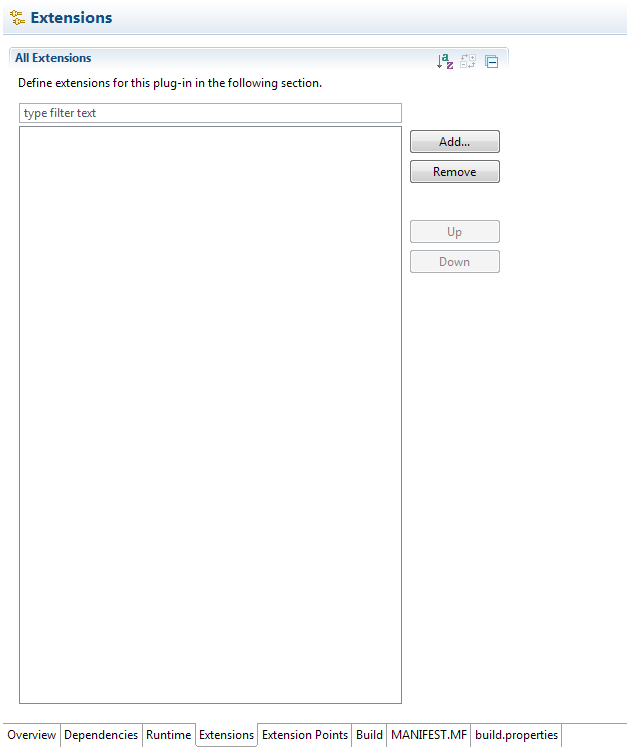 Extensions
All Extensions
Define extensions for this plug-in in the following section.
type filter text
Add...
Remove
Up
Down
Overview Dependencies Runtime Extensions Extension Points Build MANIFEST.MF build.properties